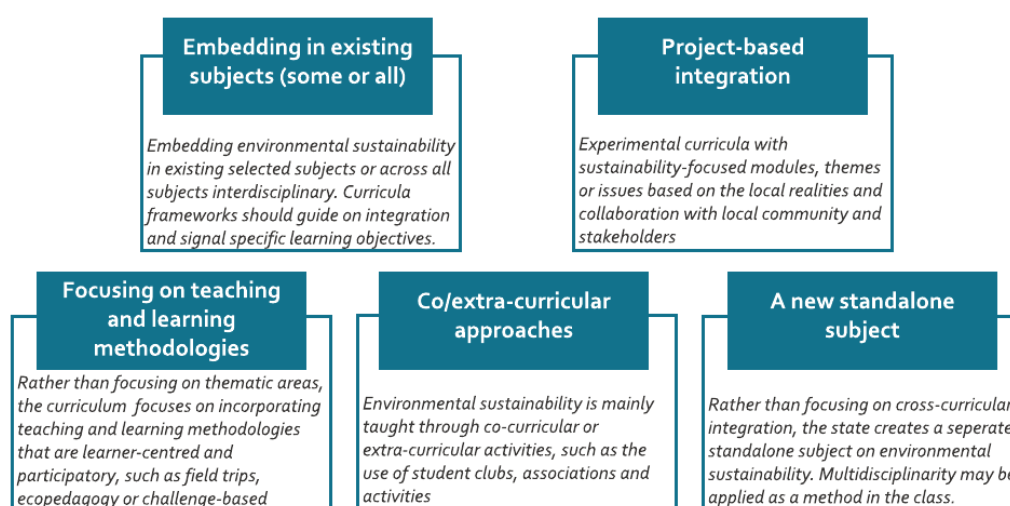 Embedding in existing
subjects (some or all)
Embedding environmental sustainability
in existing selected subjects or across all
subjects interdisciplinary. Curricula
frameworks should guide on integration
and signal specific learning objectives.
Project-based
integration
Experimental curricula with
sustainability-focused modules, themes
or issues based on the local realities and
collaboration with local community and
stakeholders
Focusing on teaching
and learning
methodologies
Rather than focusing on thematic areas,
the curriculum focuses on incorporating
teaching and learning methodologies
that are learner-centred and
participatory, such as field trips,
ecopedagogy or challenge-based
Co/extra-curricular
approaches
Environmental sustainability is mainly
taught through co-curricular or
extra-curricular activities, such as the
use of student clubs, associations and
activities
A new standalone
subject
Rather than focusing on cross-curricular
integration, the state creates a seperate
standalone subject on environmental
sustainability. Multidisciplinarity may be
applied as a method in the class.